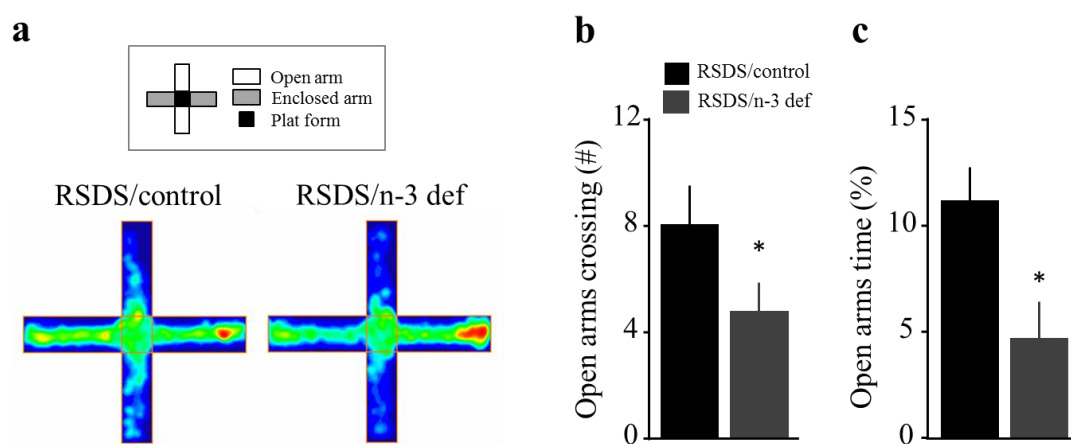 a
Open arm
Enclosed arm
Plat form
RSDS/control
RSDS/n-3 def
b
RSDS/control
RSDS/n-3 def
Open arms crossing (#)
12
8
4
0
*
c
Open arms time (%)
15
10
5
0
*